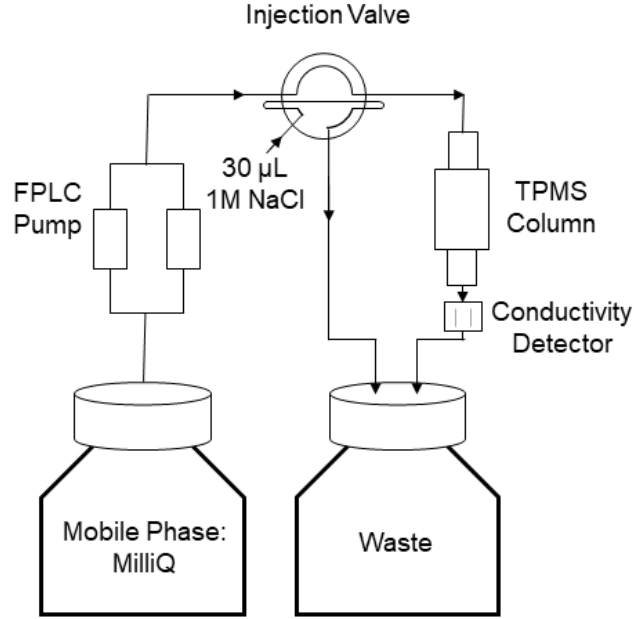 Injection Valve
30 µL
1M NaCl
FPLC
Pump
TPMS
Column
Conductivity
Detector
Mobile Phase:
MilliQ
Waste